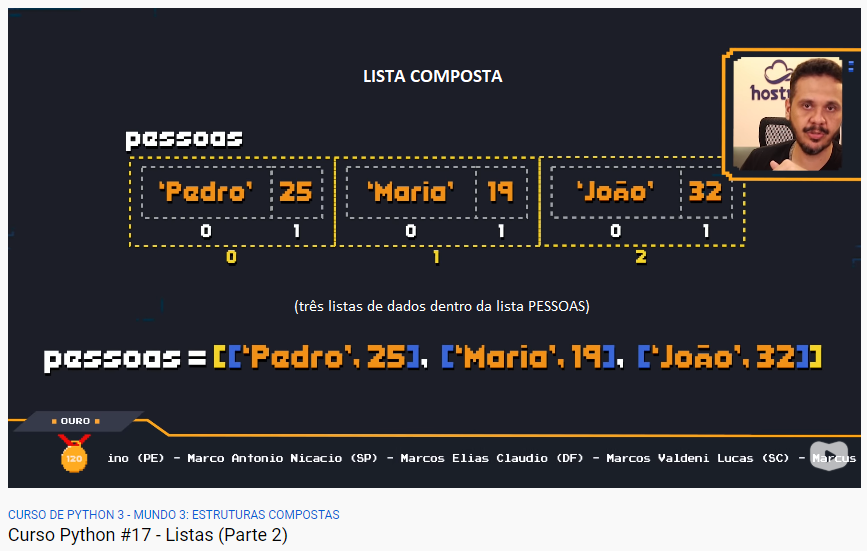 LISTA COMPOSTA
pessoas
'Pedro' 25 'Maria' 19 'João' 32
0 1 0 1 0 1
0 1 2
(três listas de dados dentro da lista PESSOAS)
pessoas = [['Pedro', 25], ['Maria', 19], ['João', 32]]
OURO
120
ino (PE) - Marco Antonio Nicacio (SP) - Marcos Elias Claudio (DF) - Marcos Valdeni Lucas (SC) - Marcus
CURSO DE PYTHON 3 - MUNDO 3: ESTRUTURAS COMPOSTAS
Curso Python #17 - Listas (Parte 2)